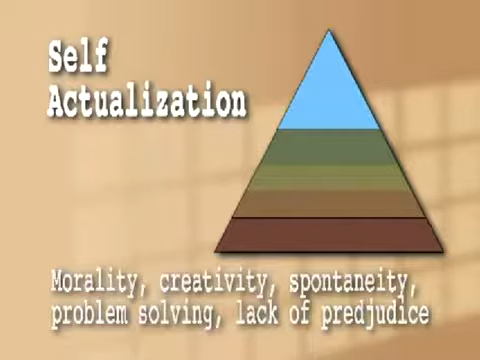 Self
Actualization
Morality, creativity, spontaneity,
problem solving, lack of predjudice